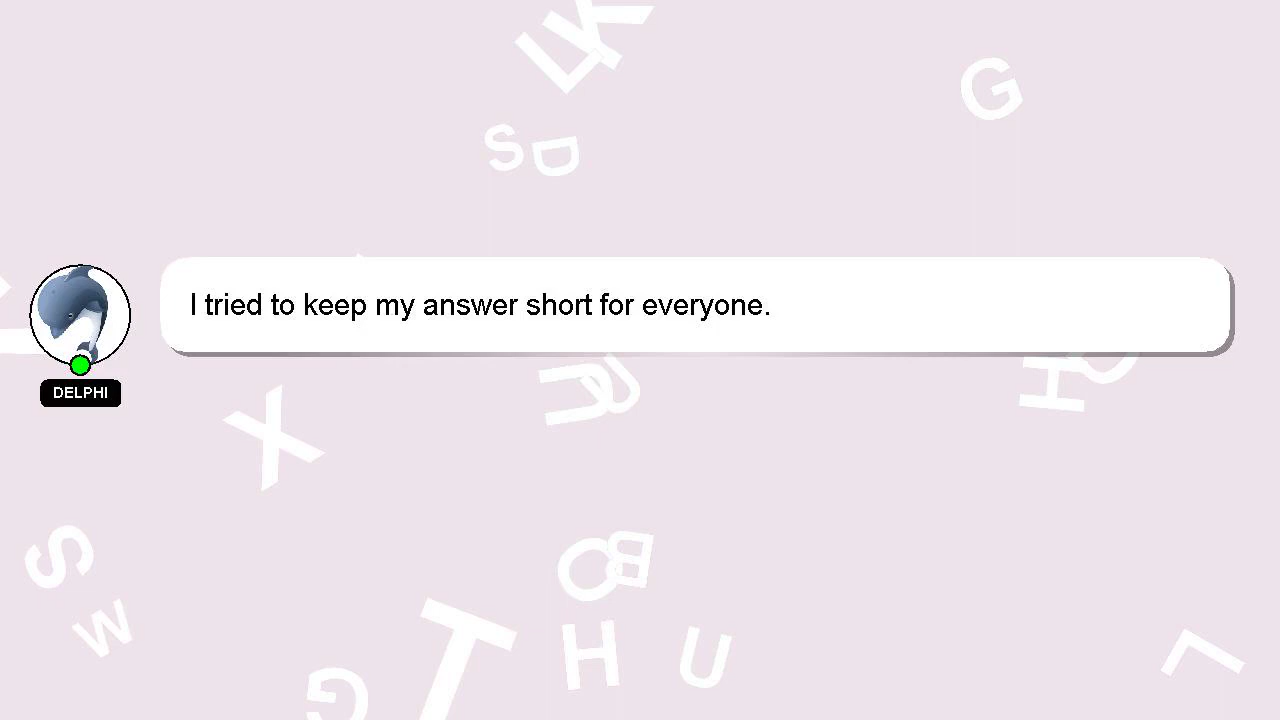 L
K
G
S
D
I tried to keep my answer short for everyone.
DELPHI
U
U
H
X
S
C
B
W
T
H
U
L
G